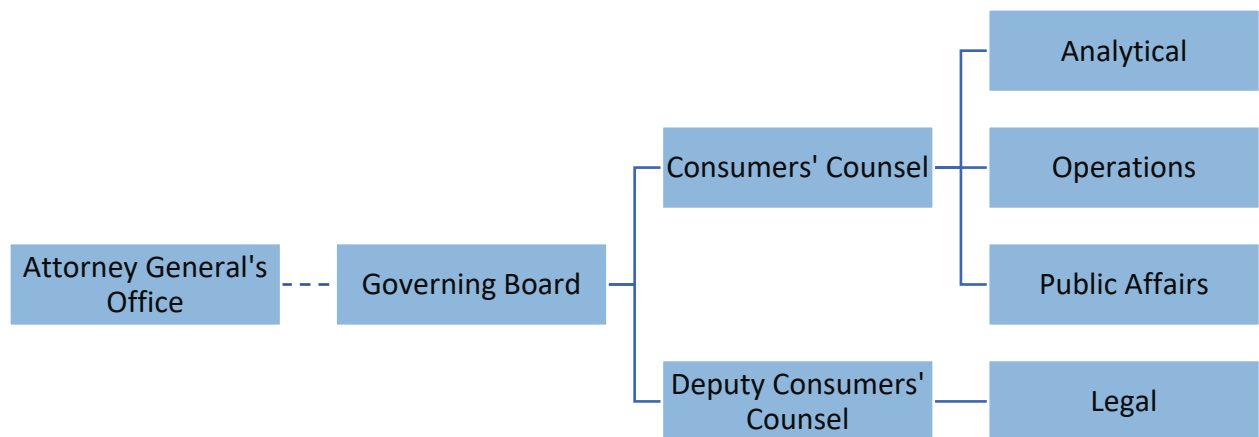 Attorney General's
Office
Governing Board
Consumers' Counsel
Analytical
Operations
Public Affairs
Deputy Consumers'
Counsel
Legal